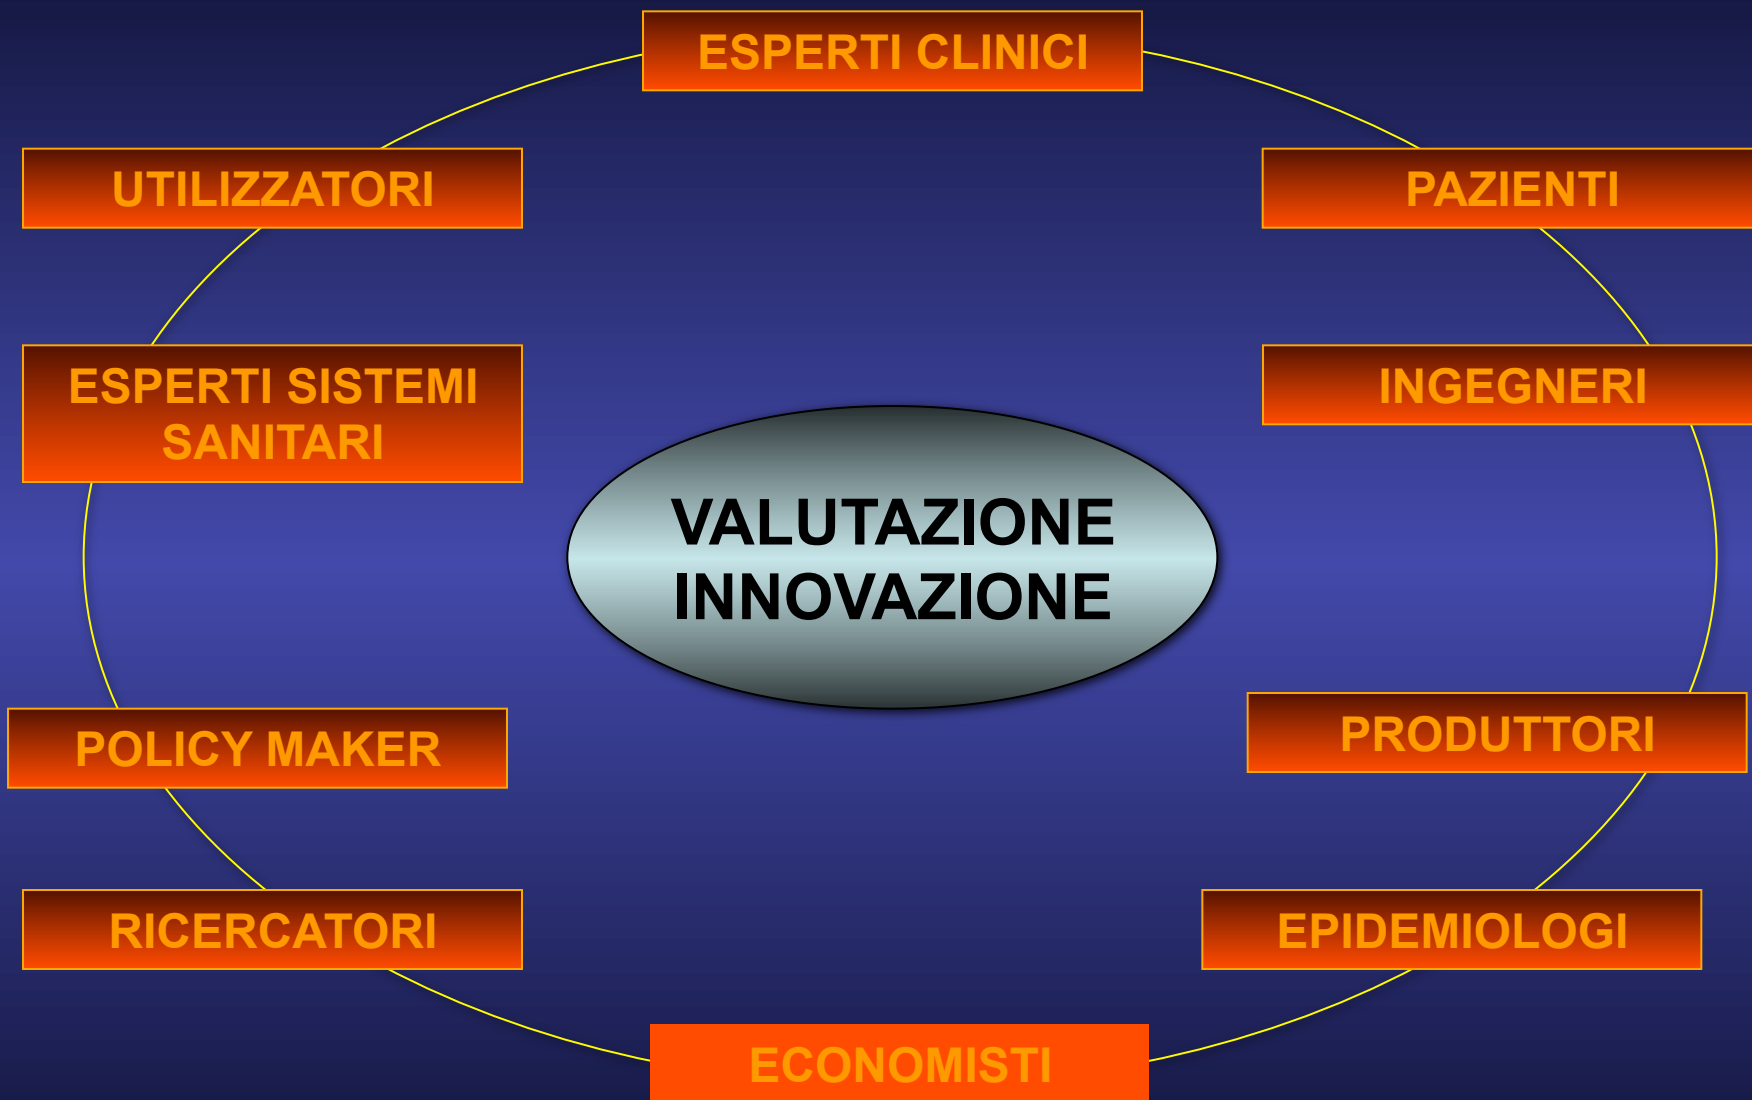 ESPERTI CLINICI
UTILIZZATORI
PAZIENTI
ESPERTI SISTEMI
SANITARI
INGEGNERI
VALUTAZIONE
INNOVAZIONE
POLICY MAKER
PRODUTTORI
RICERCATORI
EPIDEMIOLOGI
ECONOMISTI